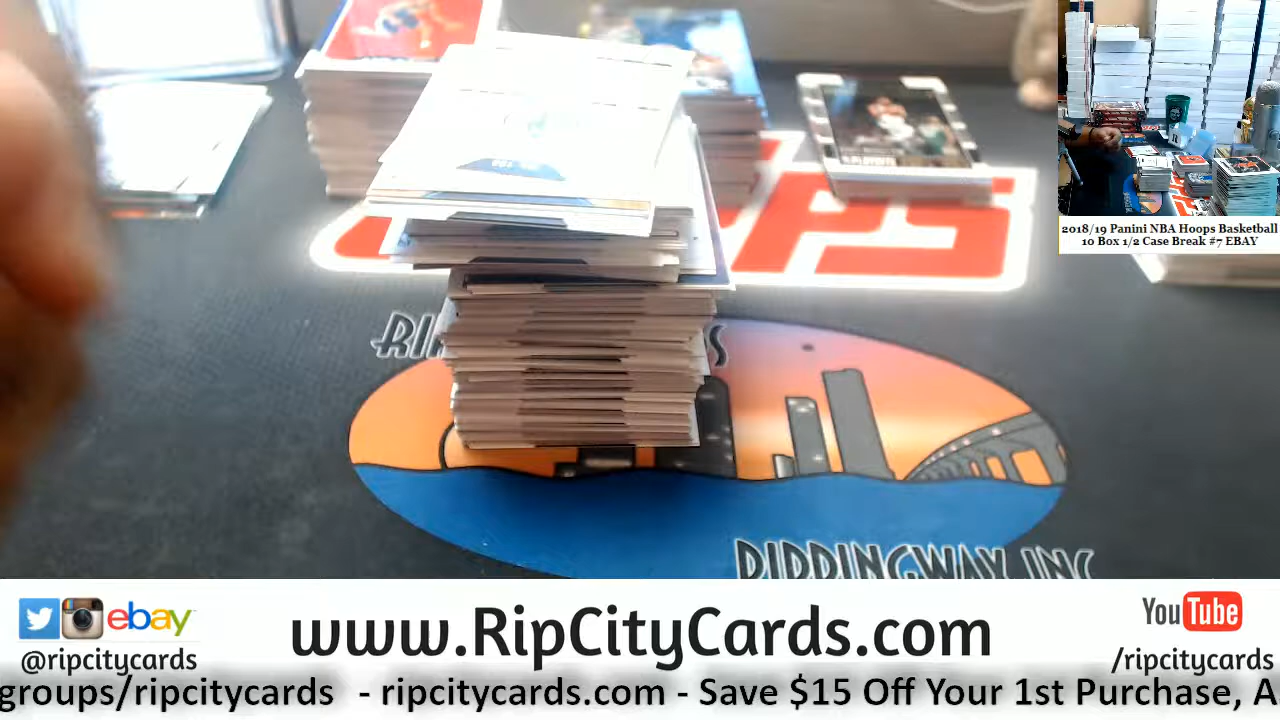 2018/19 Panini NBA Hoops Basketball
10 Box 1/2 Case Break #7 EBAY
RIPPINGWAY, INC
ebay
www.RipCityCards.com
YouTube
@ripcitycards
/ripcitycards
groups/ripcitycards - ripcitycards.com - Save $15 Off Your 1st Purchase, A